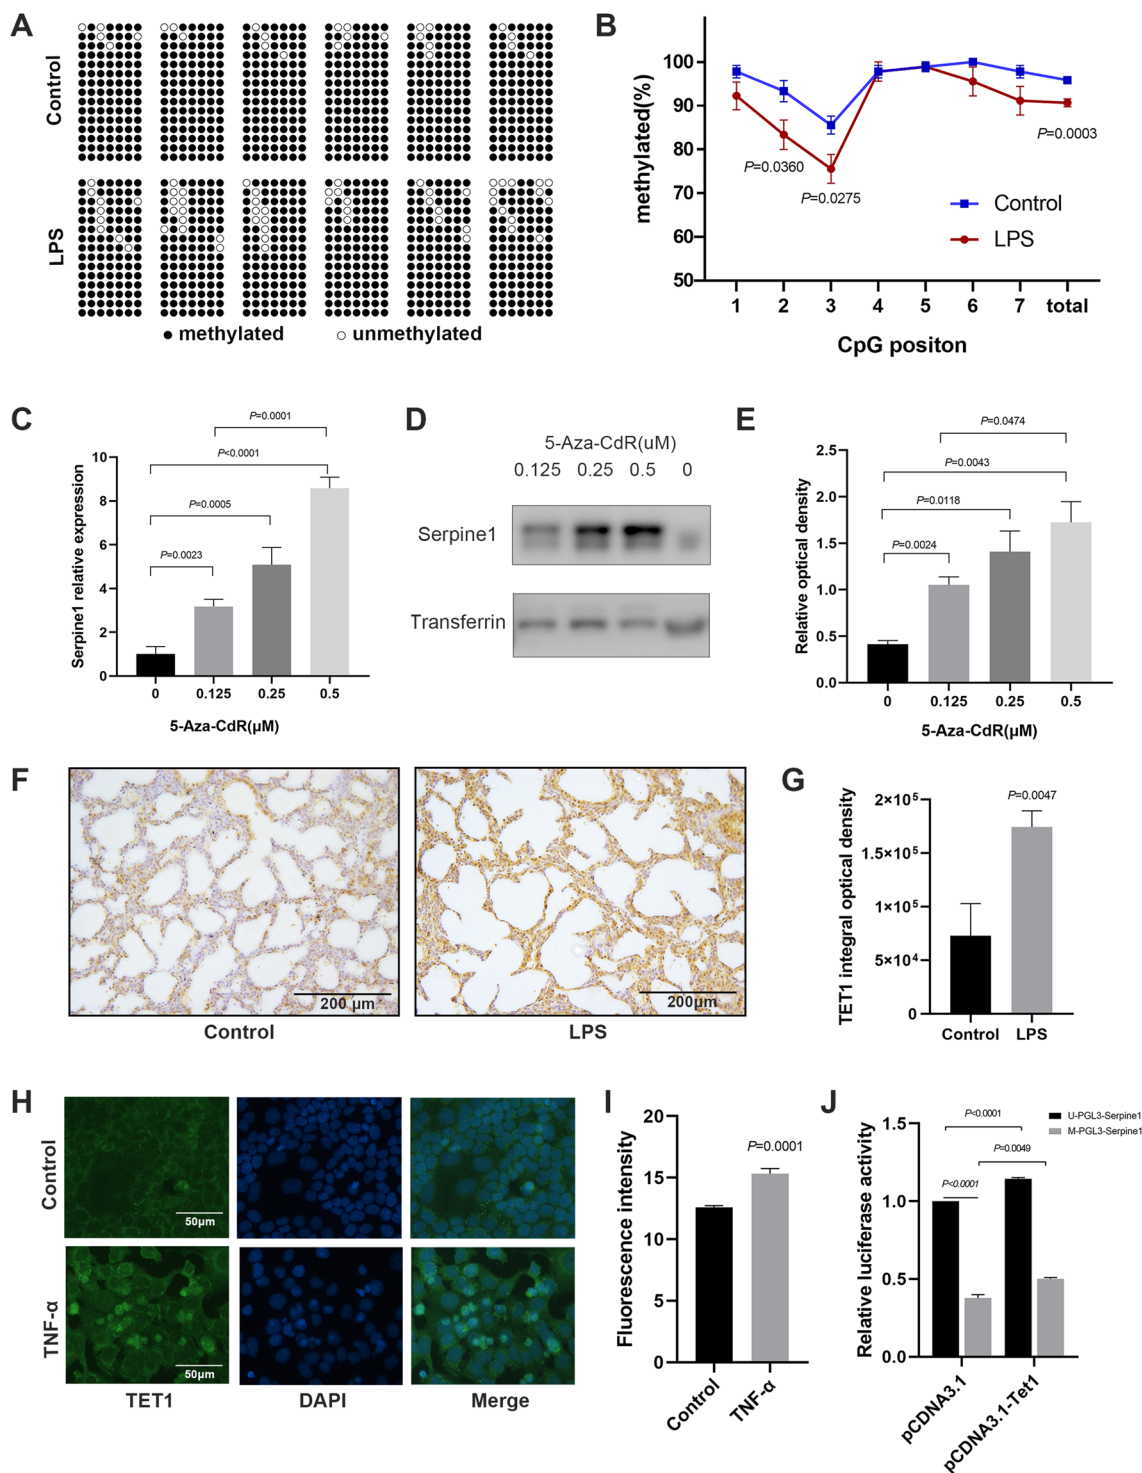 A
Control
LPS
methylated
unmethylated
B
methylated(%)
100
90
80
70
60
50
P=0.0360
P=0.0275
P=0.0003
Control
LPS
1 2 3 4 5 6 7 total
CpG positon
C
P=0.0001
P<0.0001
P=0.0005
P=0.0023
Serpine1 relative expression
10
8
6
4
2
0
0 0.125 0.25 0.5
5-Aza-CdR(µM)
D
5-Aza-CdR(uM)
0.125 0.25 0.5 0
Serpine1
Transferrin
E
P=0.0474
P=0.0043
P=0.0118
P=0.0024
Relative optical density
2.5
2.0
1.5
1.0
0.5
0.0
0 0.125 0.25 0.5
5-Aza-CdR(µM)
F
200 µm
200µm
Control
LPS
G
TET1 integral optical density
P=0.0047
2×10⁵
1.5×10⁵
1×10⁵
5×10⁴
0
Control LPS
H
Control
50µm
TNF-α
50µm
TET1
DAPI
Merge
I
Fluorescence intensity
20
15
10
5
0
P=0.0001
Control
TNF-α
J
U-PGL3-Serpine1
M-PGL3-Serpine1
P<0.0001
P=0.0049
P<0.0001
Relative luciferase activity
1.5
1.0
0.5
0.0
pCDNA3.1
pCDNA3.1-Tet1